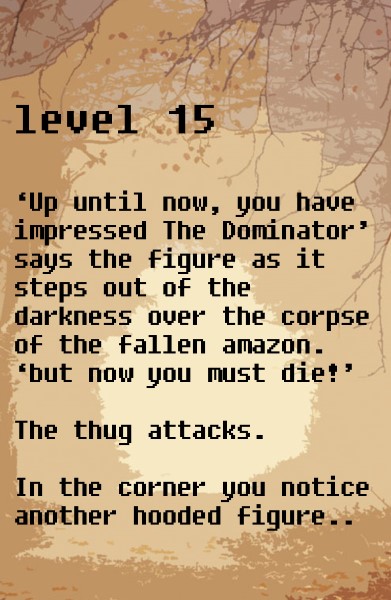 level 15
‘Up until now, you have
impressed The Dominator’
says the figure as it
steps out of the
darkness over the corpse
of the fallen amazon.
‘but now you must die!’
The thug attacks.
In the corner you notice
another hooded figure..